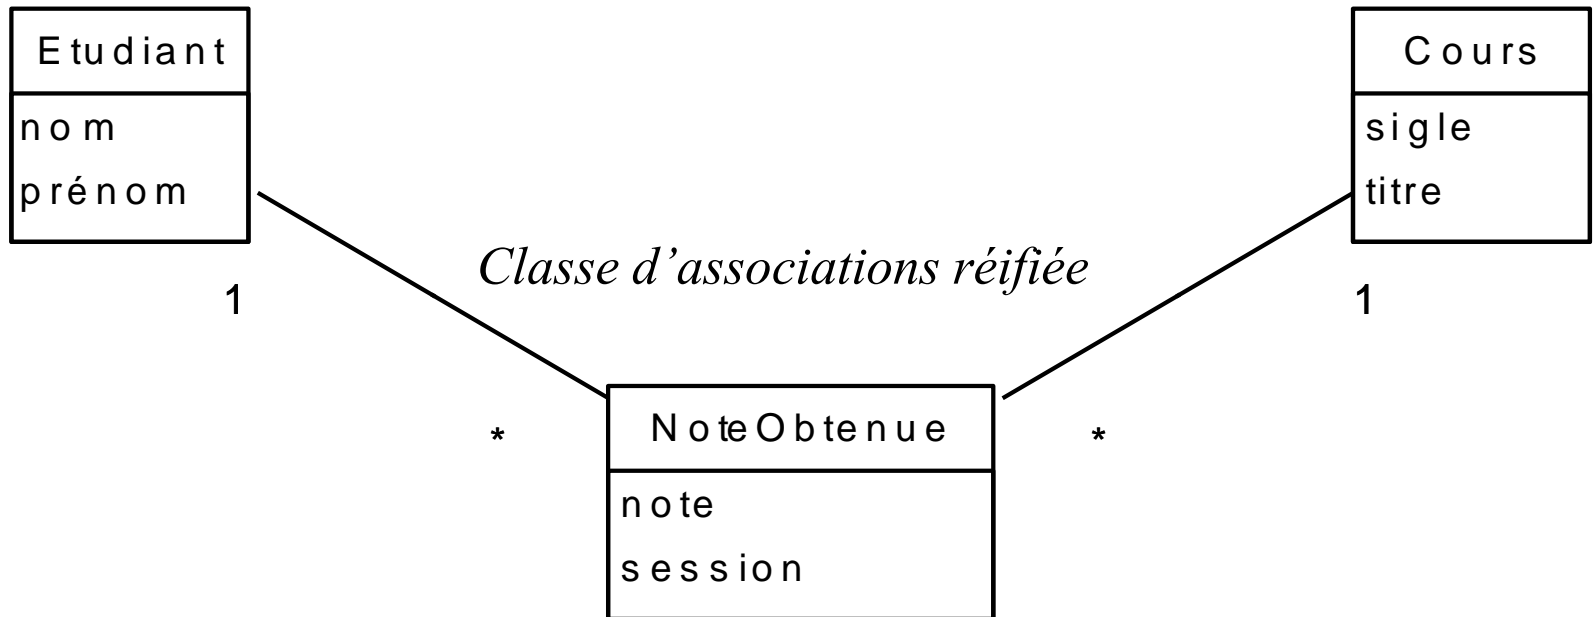 Etudiant
nom
prénom
Cours
sigle
titre
Classe d’associations réifiée
1
1
*
*
NoteObtenue
note
session